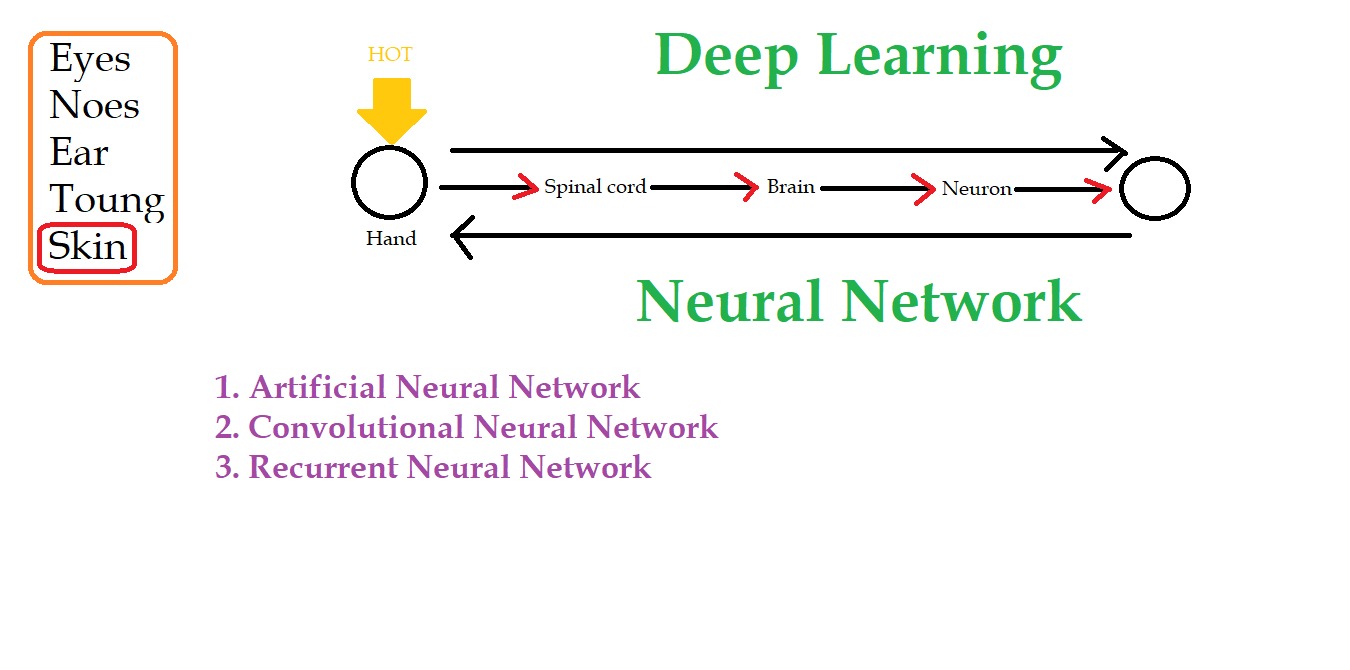 Eyes
Noes
Ear
Toung
Skin
HOT
Deep Learning
Spinal cord
Brain
Neuron
Hand
Neural Network
1. Artificial Neural Network
2. Convolutional Neural Network
3. Recurrent Neural Network